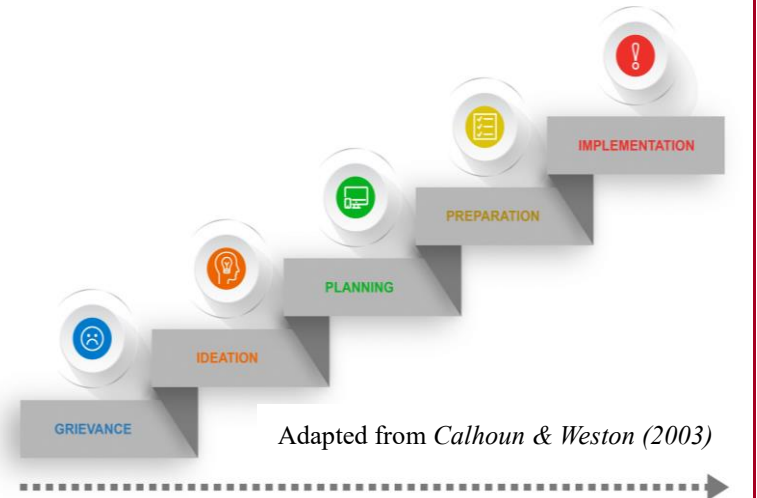 IMPLEMENTATION
PREPARATION
PLANNING
IDEATION
GRIEVANCE
Adapted from Calhoun & Weston (2003)